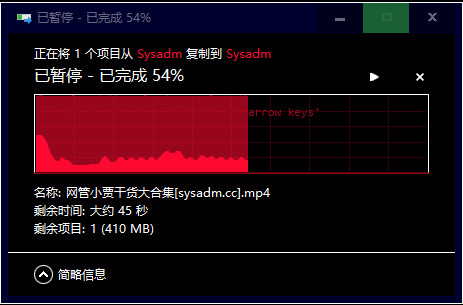 已暂停 - 已完成 54%
正在将 1 个项目从 Sysadm 复制到 Sysadm
已暂停 - 已完成 54%
arrow keys'
名称: 网管小贾干货大合集[sysadm.cc].mp4
剩余时间: 大约 45 秒
剩余项目: 1 (410 MB)
简略信息